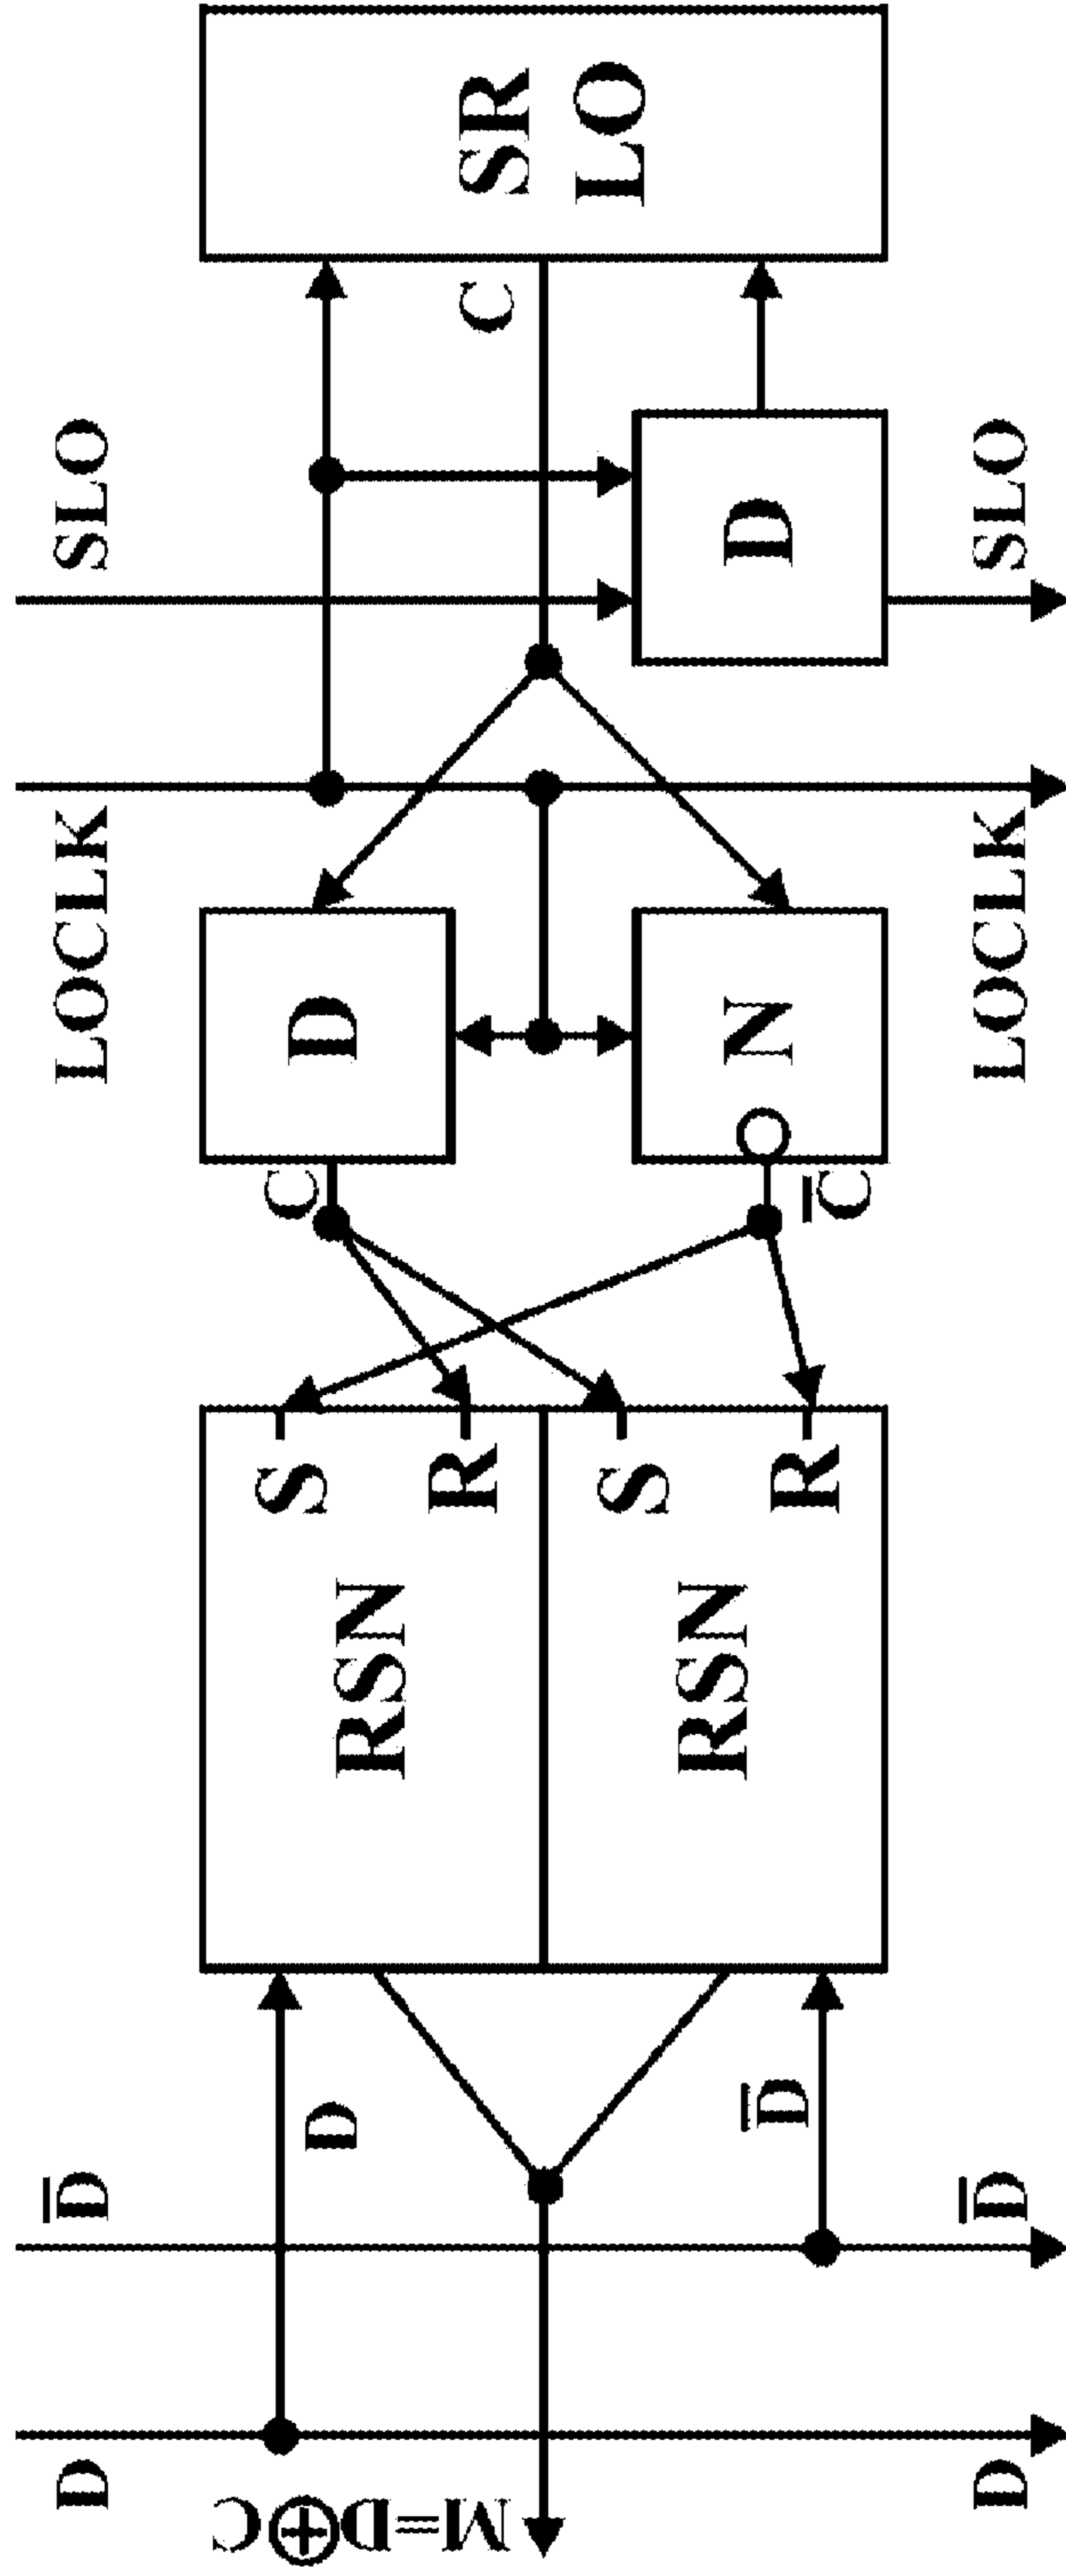 D
D̅
LOCLK
SLO
M=D⊕C
D
RSN
S
R
C
D
C
SR
LO
D̅
RSN
S
R
C̅
N
D
D
D̅
LOCLK
SLO